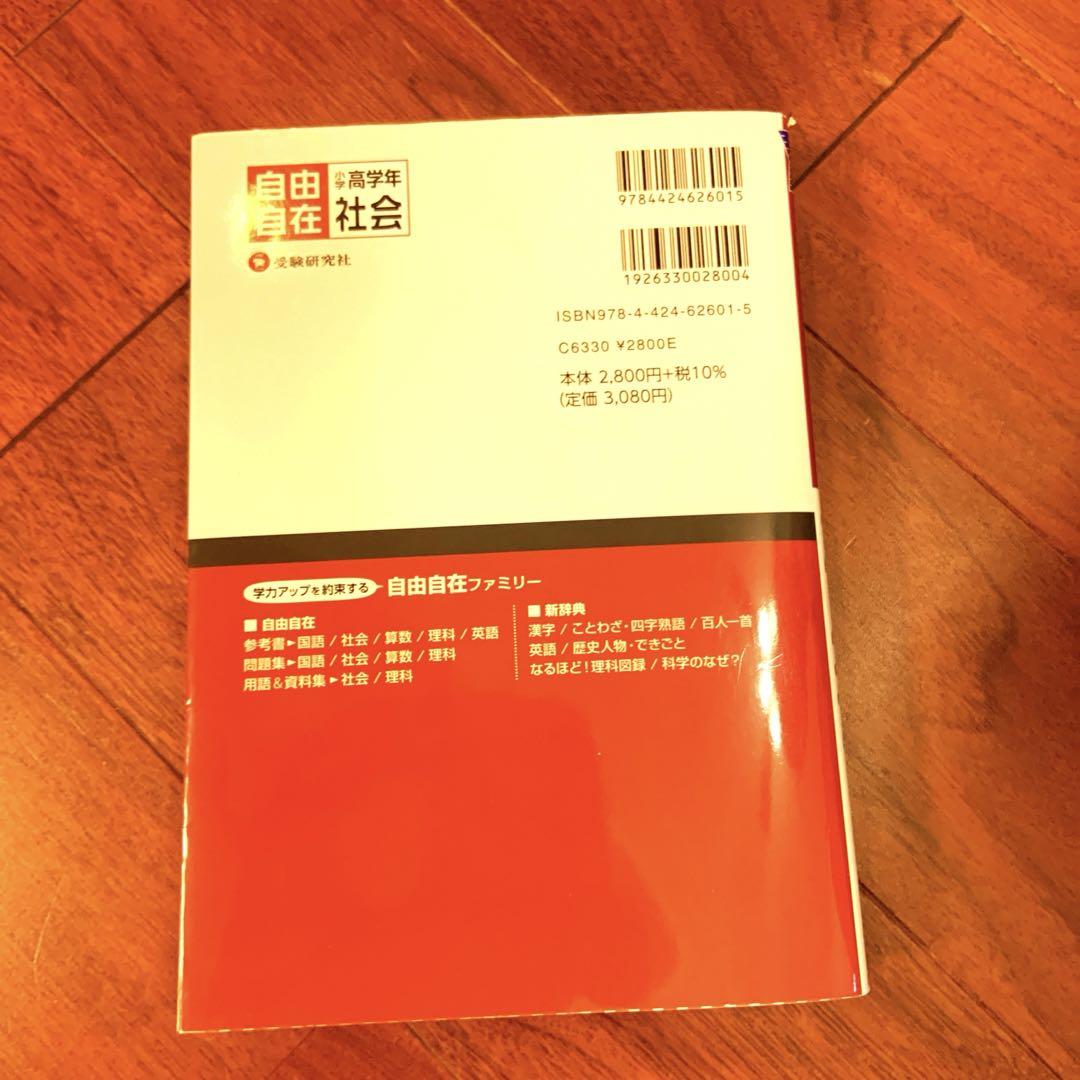 自由
自在
小学 高学年
社会
受験研究社
9784424626015
1926330028004
ISBN978-4-424-62601-5
C6330 ¥2800E
本体 2,800円+税10%
(定価 3,080円)
学力アップを約束する 自由自在ファミリー
■ 自由自在
参考書▶国語 / 社会 / 算数 / 理科 / 英語
問題集▶国語 / 社会 / 算数 / 理科
用語&資料集▶社会 / 理科
■ 新辞典
漢字 / ことわざ・四字熟語 / 百人一首
英語 / 歴史人物・できごと
なるほど!理科図録 / 科学のなぜ?